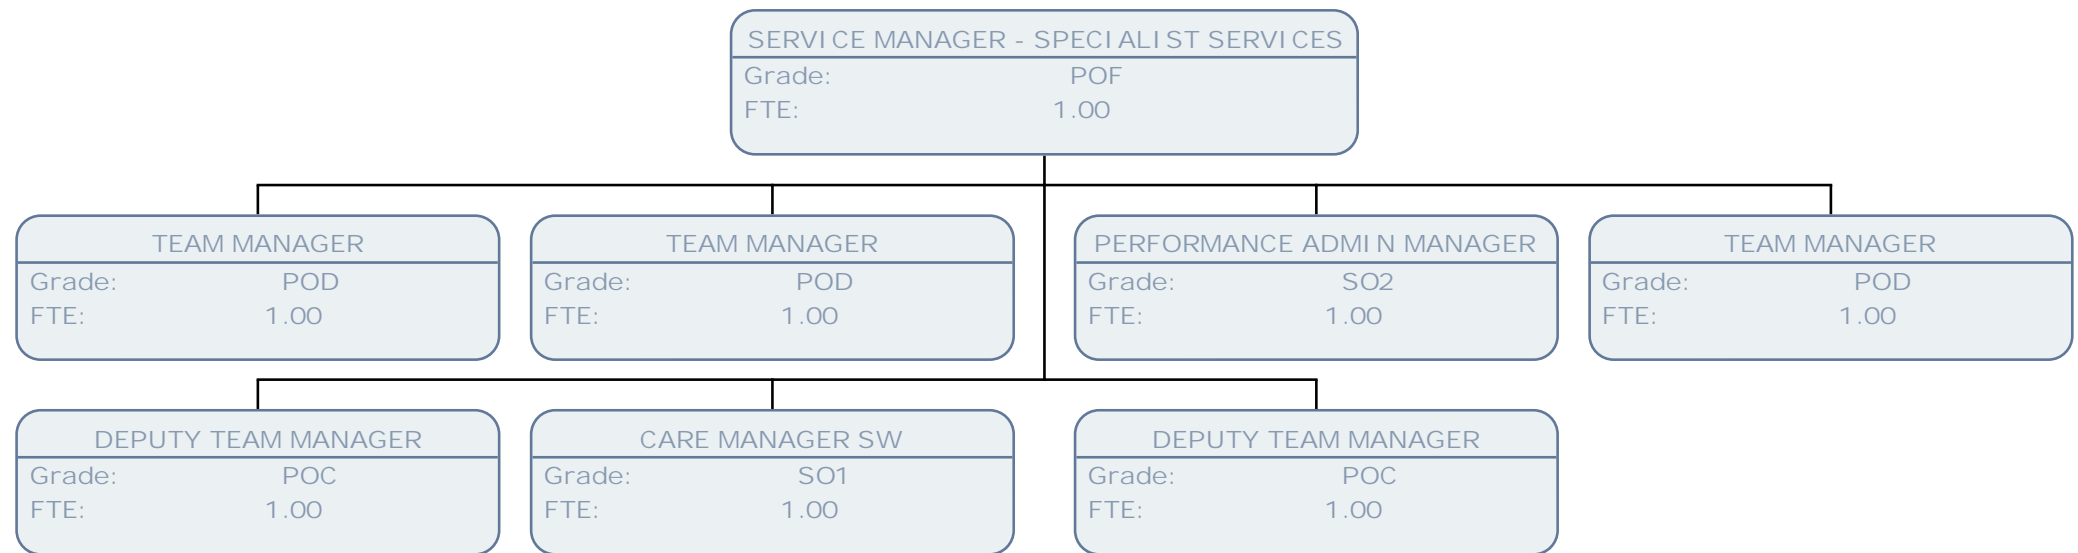 SERVICE MANAGER - SPECIALIST SERVICES
Grade: POF
FTE: 1.00
TEAM MANAGER
Grade: POD
FTE: 1.00
TEAM MANAGER
Grade: POD
FTE: 1.00
PERFORMANCE ADMIN MANAGER
Grade: SO2
FTE: 1.00
TEAM MANAGER
Grade: POD
FTE: 1.00
DEPUTY TEAM MANAGER
Grade: POC
FTE: 1.00
CARE MANAGER SW
Grade: SO1
FTE: 1.00
DEPUTY TEAM MANAGER
Grade: POC
FTE: 1.00